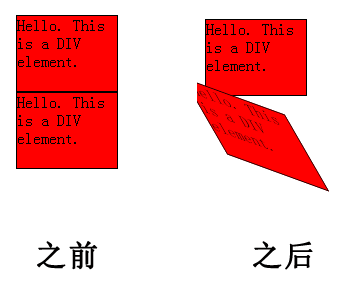 Hello. This
is a DIV
element.
Hello. This
is a DIV
element.
Hello. This
is a DIV
element.
Hello. This
is a DIV
element.
之前
之后